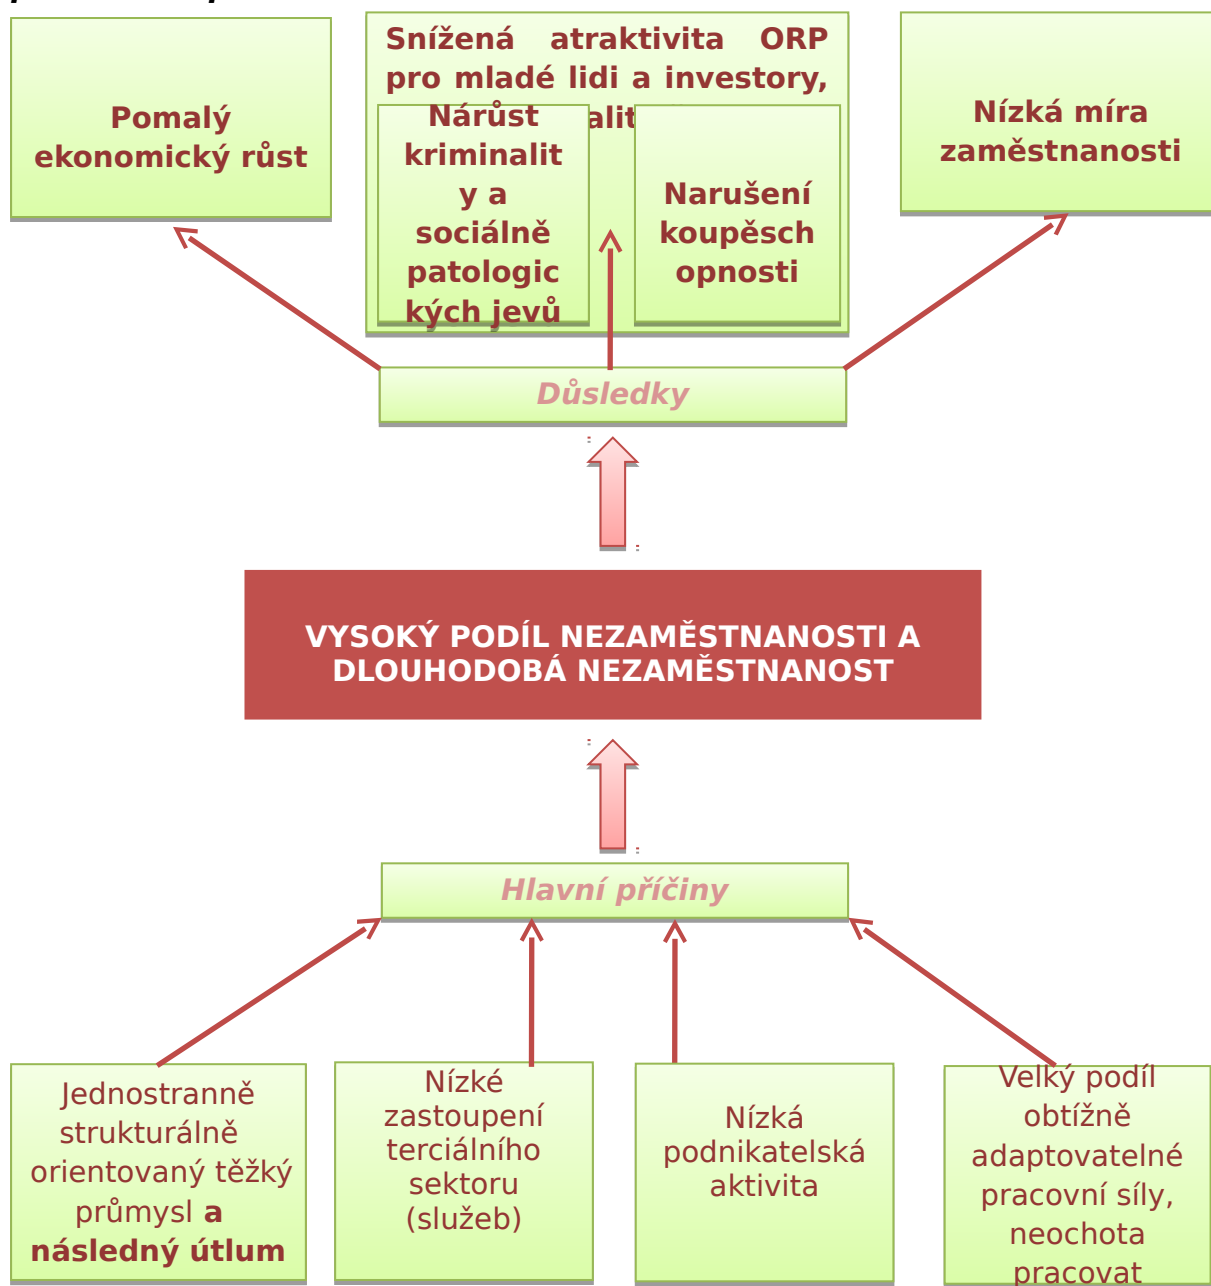 Pomalý
ekonomický růst
Snížená atraktivita ORP
pro mladé lidi a investory,
Nárůst
kriminalit
y a
sociálně
patologic
kých jevů
Narušení
koupěsch
opnosti
Nízká míra
zaměstnanosti
Důsledky
VYSOKÝ PODÍL NEZAMĚSTNANOSTI A
DLOUHODOBÁ NEZAMĚSTNANOST
Hlavní příčiny
Jednostranně
strukturálně
orientovaný těžký
průmysl a
následný útlum
Nízké
zastoupení
terciálního
sektoru
(služeb)
Nízká
podnikatelská
aktivita
Velký podíl
obtížně
adaptovatelné
pracovní síly,
neochota
pracovat